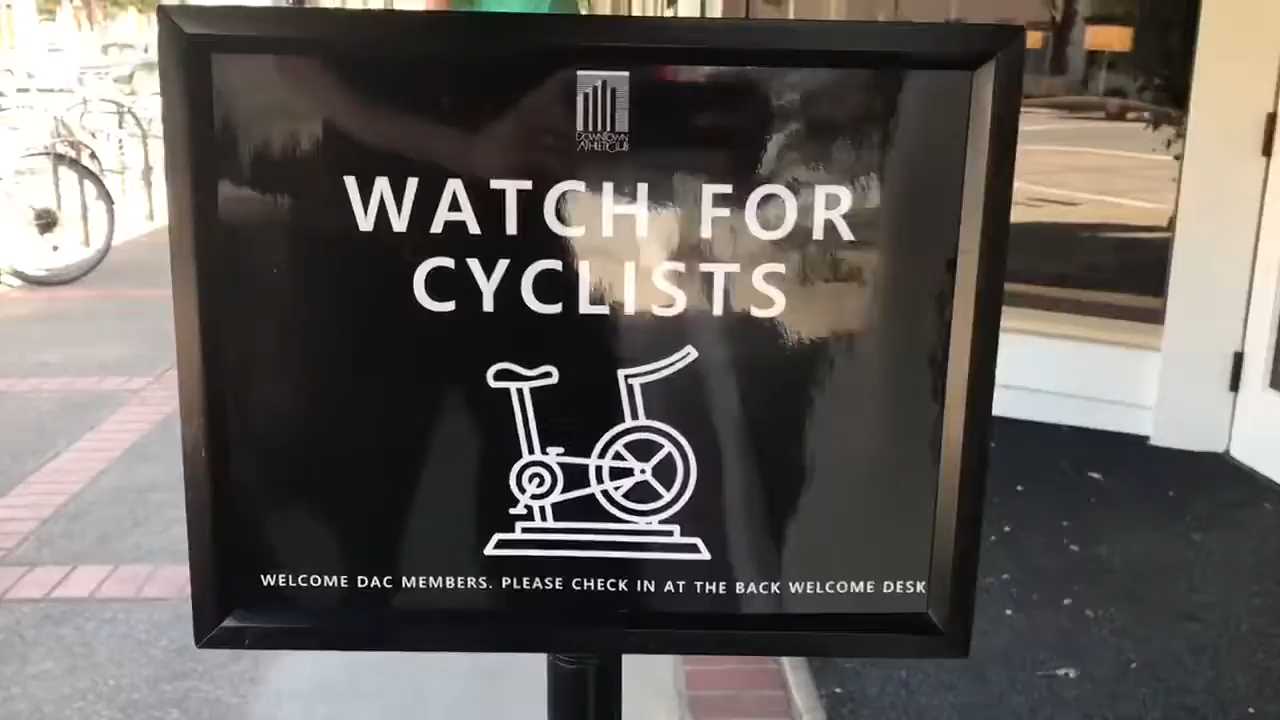 DOWNTOWN
ATHLETIC CLUB
WATCH FOR
CYCLISTS
WELCOME DAC MEMBERS. PLEASE CHECK IN AT THE BACK WELCOME DESK